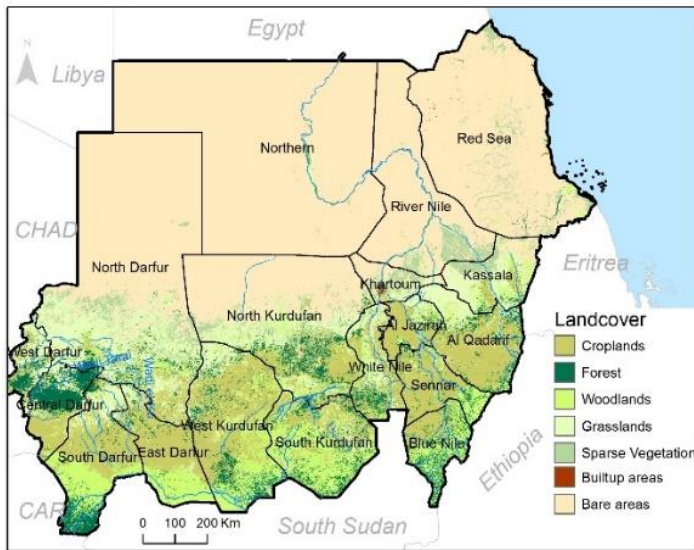 Egypt
N
Libya
Red Sea
Northern
River Nile
CHAD
North Darfur
Kassala
Eritrea
Khartoum
North Kurdufan
Landcover
Croplands
Forest
Woodlands
Grasslands
Sparse Vegetation
Builtup areas
Bare areas
Al Jazirah
Al Qadarif
West Darfur
White Nile
Sennar
Central Darfur
West Kurdufan
South Kurdufan
Blue Nile
South Darfur
East Darfur
Ethiopia
CAR
0 100 200 Km
South Sudan